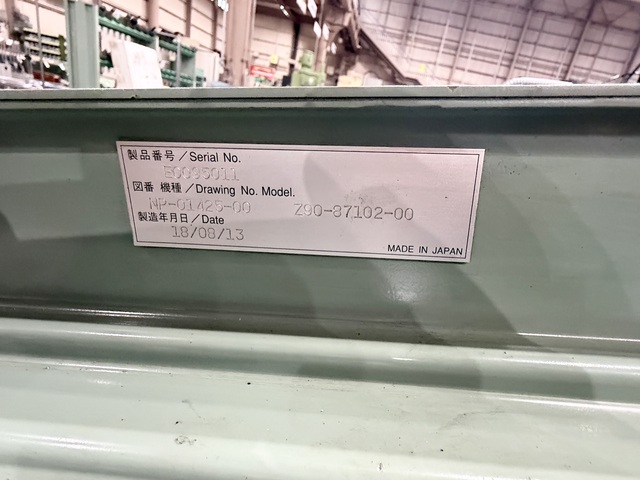 製品番号／Serial No.
EC095011
図番 機種／Drawing No. Model.
NP-01425-00 Z90-87102-00
製造年月日／Date
18/08/13
MADE IN JAPAN